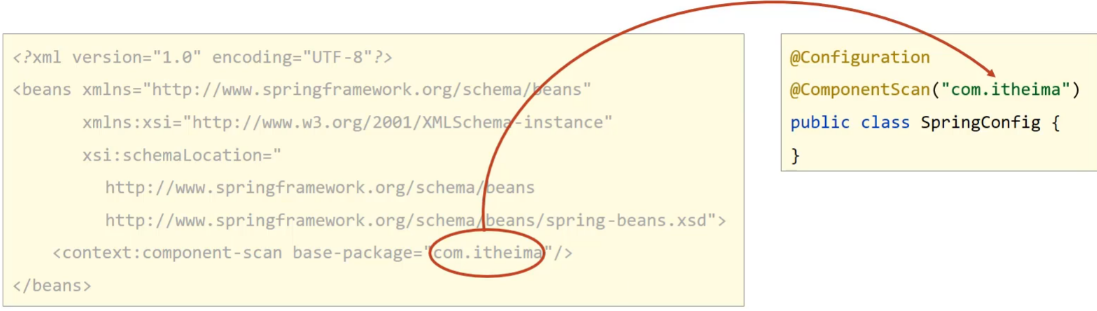 <?xml version="1.0" encoding="UTF-8"?>
<beans xmlns="http://www.springframework.org/schema/beans"
xmlns:xsi="http://www.w3.org/2001/XMLSchema-instance"
xsi:schemaLocation="
http://www.springframework.org/schema/beans
http://www.springframework.org/schema/beans/spring-beans.xsd">
<context:component-scan base-package="com.itheima"/>
</beans>
@Configuration
@ComponentScan("com.itheima")
public class SpringConfig {
}